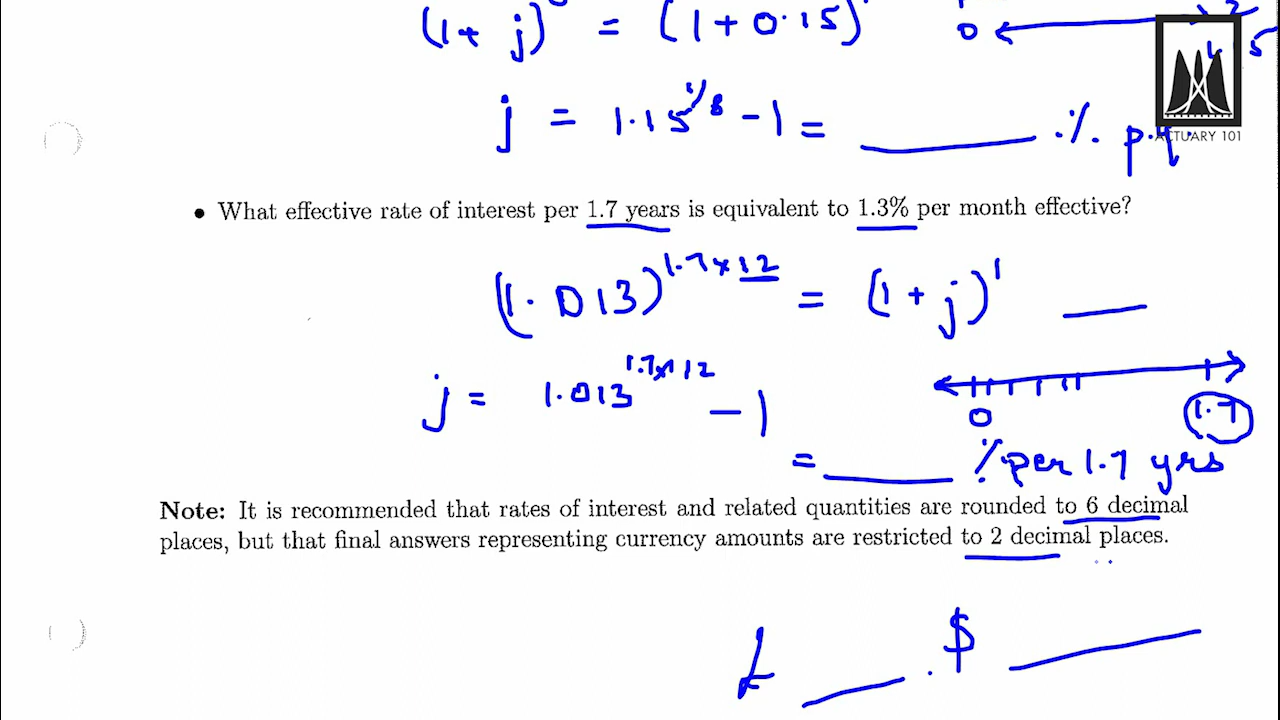 (1 + j) = (1 + 0.15)
0
j = 1.15^1/8 - 1 = ______ % p.q
ACTUARY 101
• What effective rate of interest per 1.7 years is equivalent to 1.3% per month effective?
(1.013)^1.7×12 = (1 + j)^1
j = 1.013^1.7×12 - 1
0 1.7
= ______ % per 1.7 yrs
Note: It is recommended that rates of interest and related quantities are rounded to 6 decimal
places, but that final answers representing currency amounts are restricted to 2 decimal places.
£ ____ . $ ______